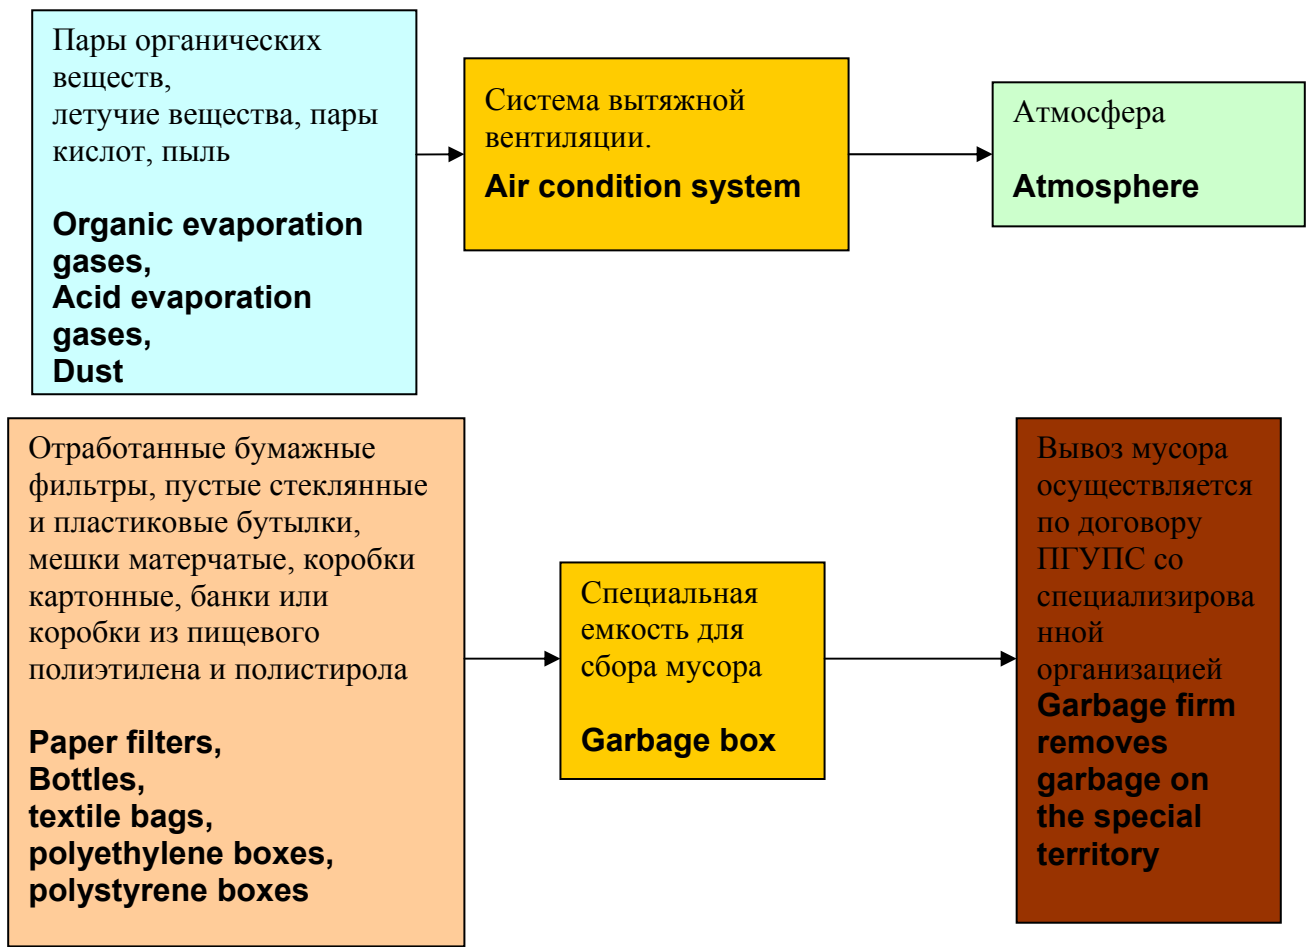 Пары органических
веществ,
летучие вещества, пары
кислот, пыль
Organic evaporation
gases,
Acid evaporation
gases,
Dust
Система вытяжной
вентиляции.
Air condition system
Атмосфера
Atmosphere
Отработанные бумажные
фильтры, пустые стеклянные
и пластиковые бутылки,
мешки матерчатые, коробки
картонные, банки или
коробки из пищевого
полиэтилена и полистирола
Paper filters,
Bottles,
textile bags,
polyethylene boxes,
polystyrene boxes
Специальная
емкость для
сбора мусора
Garbage box
Вывоз мусора
осуществляется
по договору
ПГУПС со
специализирова
нной
организацией
Garbage firm
removes
garbage on
the special
territory